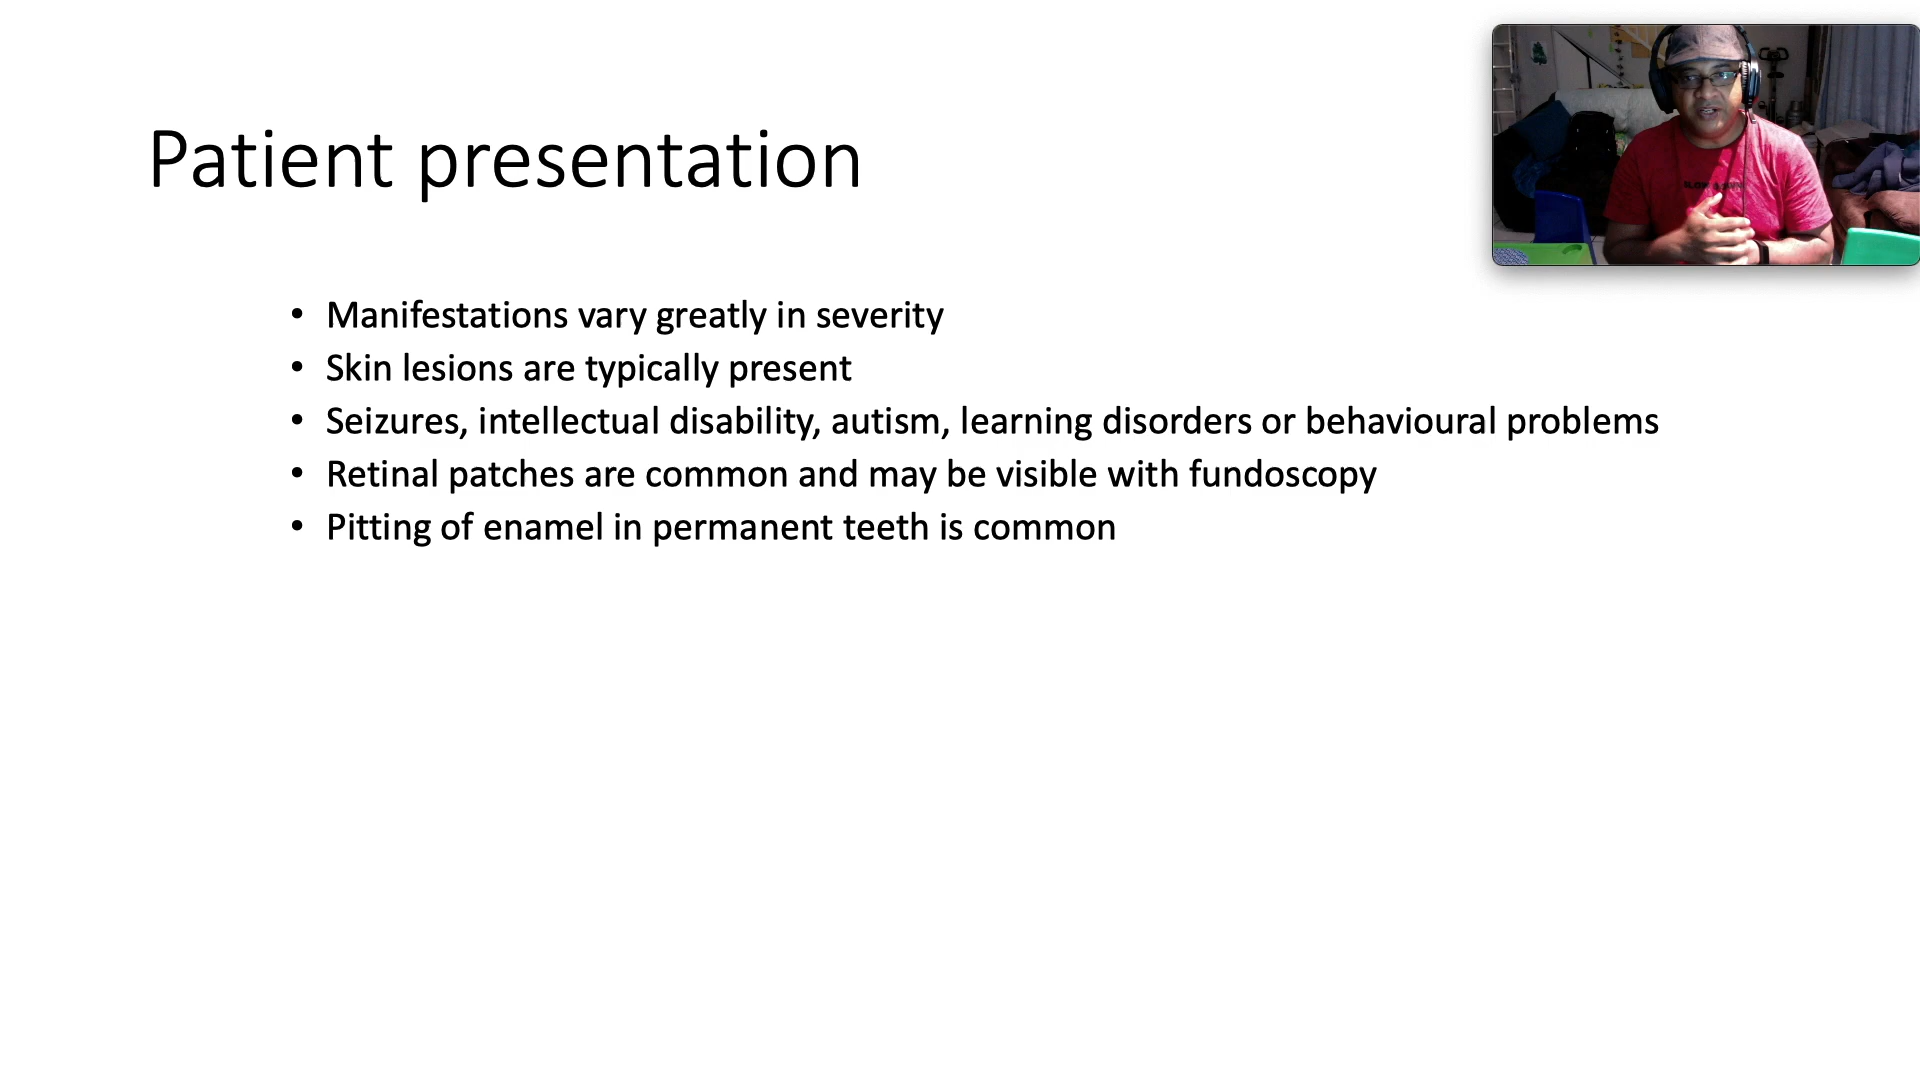 Patient presentation
• Manifestations vary greatly in severity
• Skin lesions are typically present
• Seizures, intellectual disability, autism, learning disorders or behavioural problems
• Retinal patches are common and may be visible with fundoscopy
• Pitting of enamel in permanent teeth is common